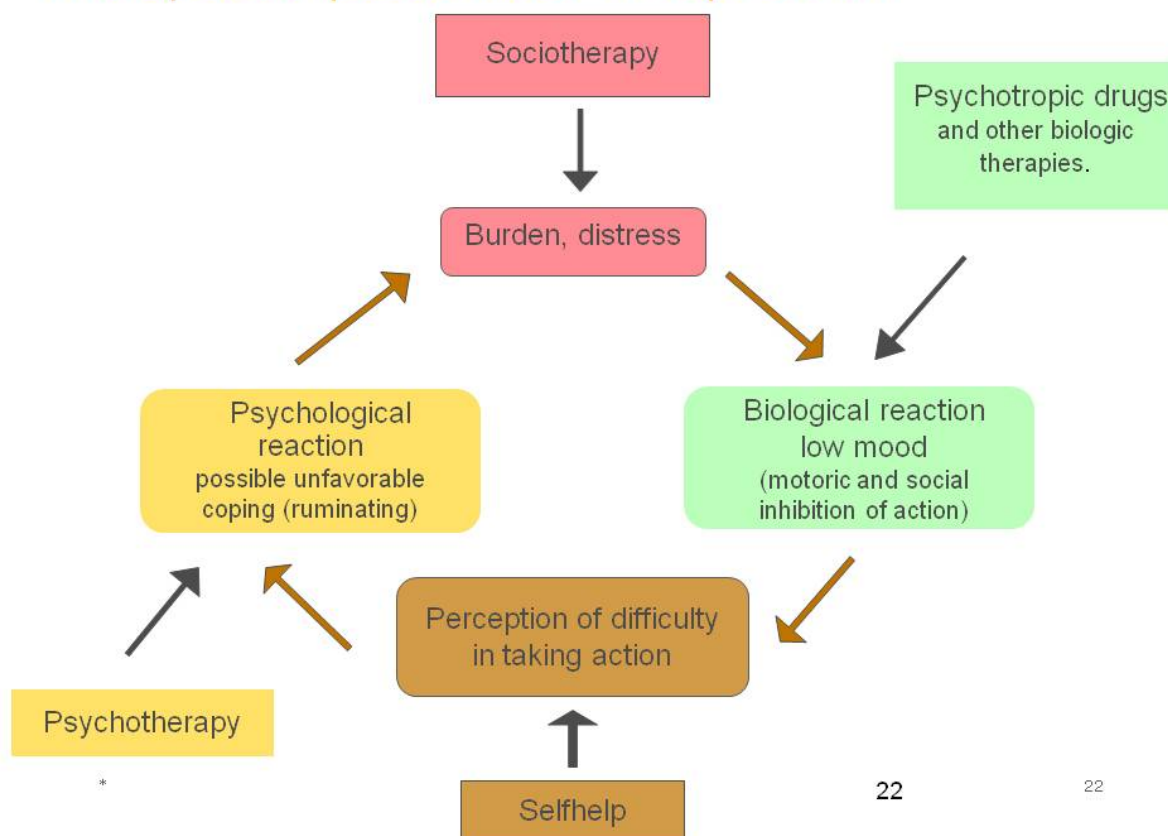 Sociotherapy
Psychotropic drugs
and other biologic
therapies.
Burden, distress
Psychological
reaction
possible unfavorable
coping (ruminating)
Biological reaction
low mood
(motoric and social
inhibition of action)
Perception of difficulty
in taking action
Psychotherapy
*
Selfhelp
22
22